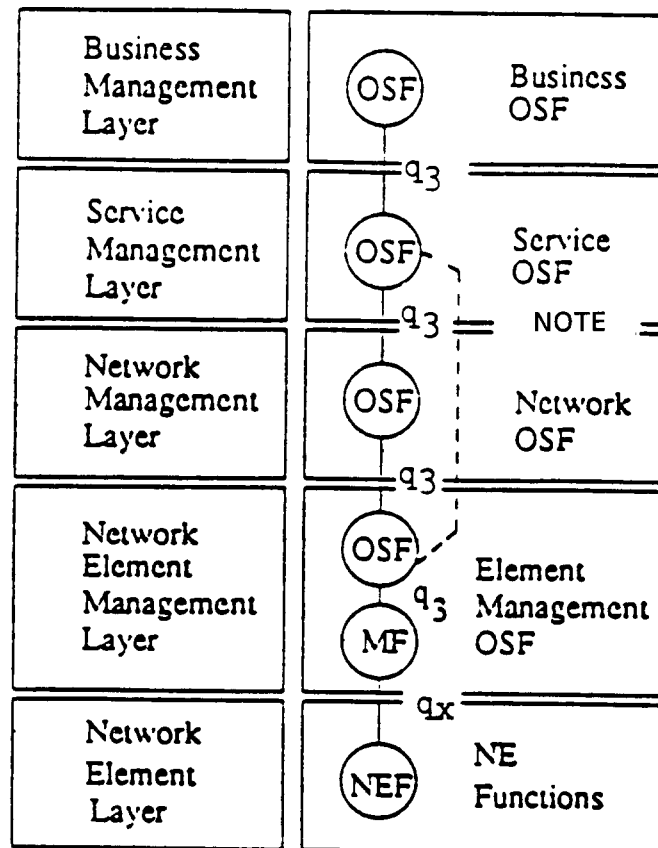 Business
Management
Layer
OSF
Business
OSF
q3
Service
Management
Layer
OSF
Service
OSF
q3
NOTE
Network
Management
Layer
OSF
Network
OSF
q3
Network
Element
Management
Layer
OSF
q3
MF
Element
Management
OSF
qx
Network
Element
Layer
NEF
NE
Functions